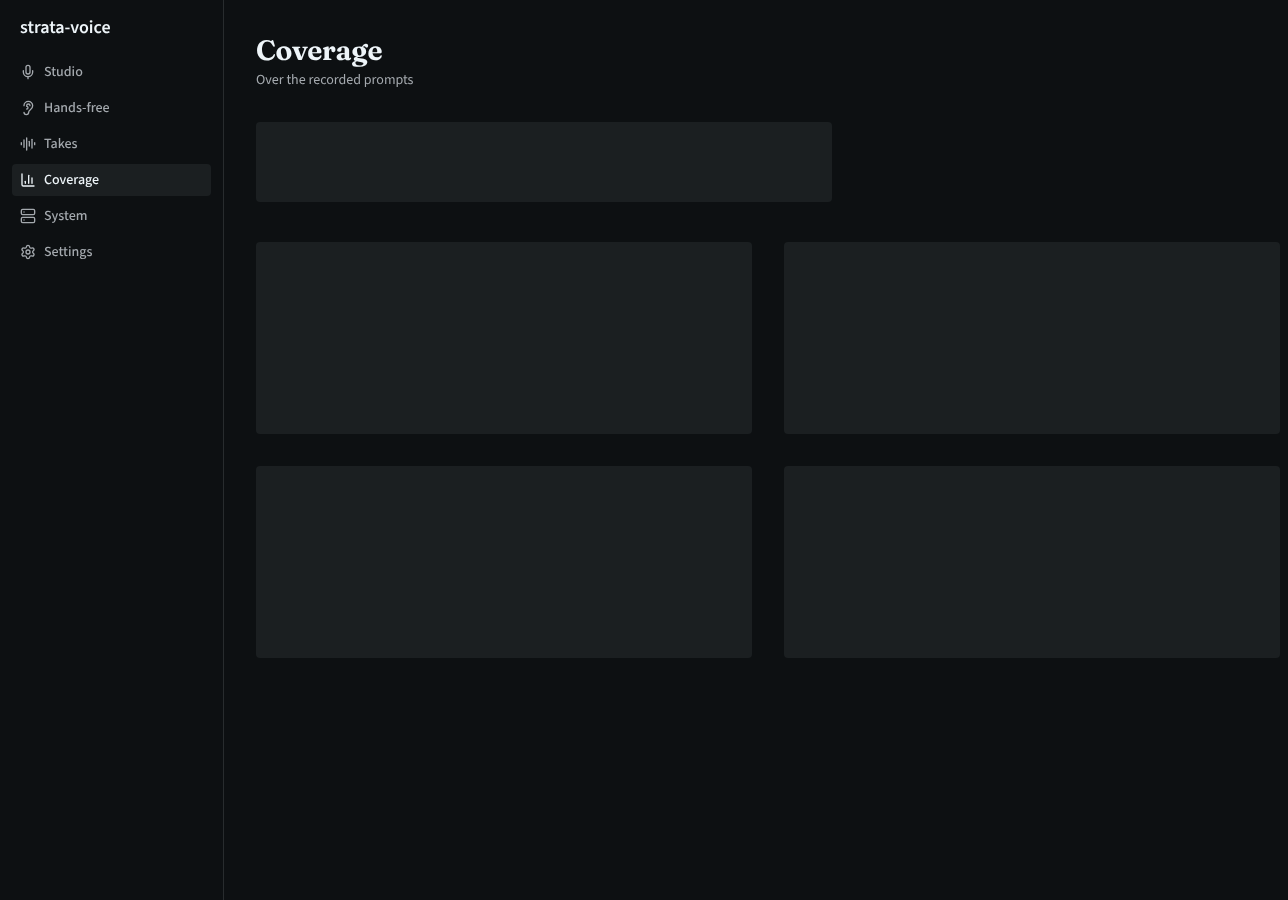 strata-voice
Studio
Hands-free
Takes
Coverage
System
Settings
Coverage
Over the recorded prompts